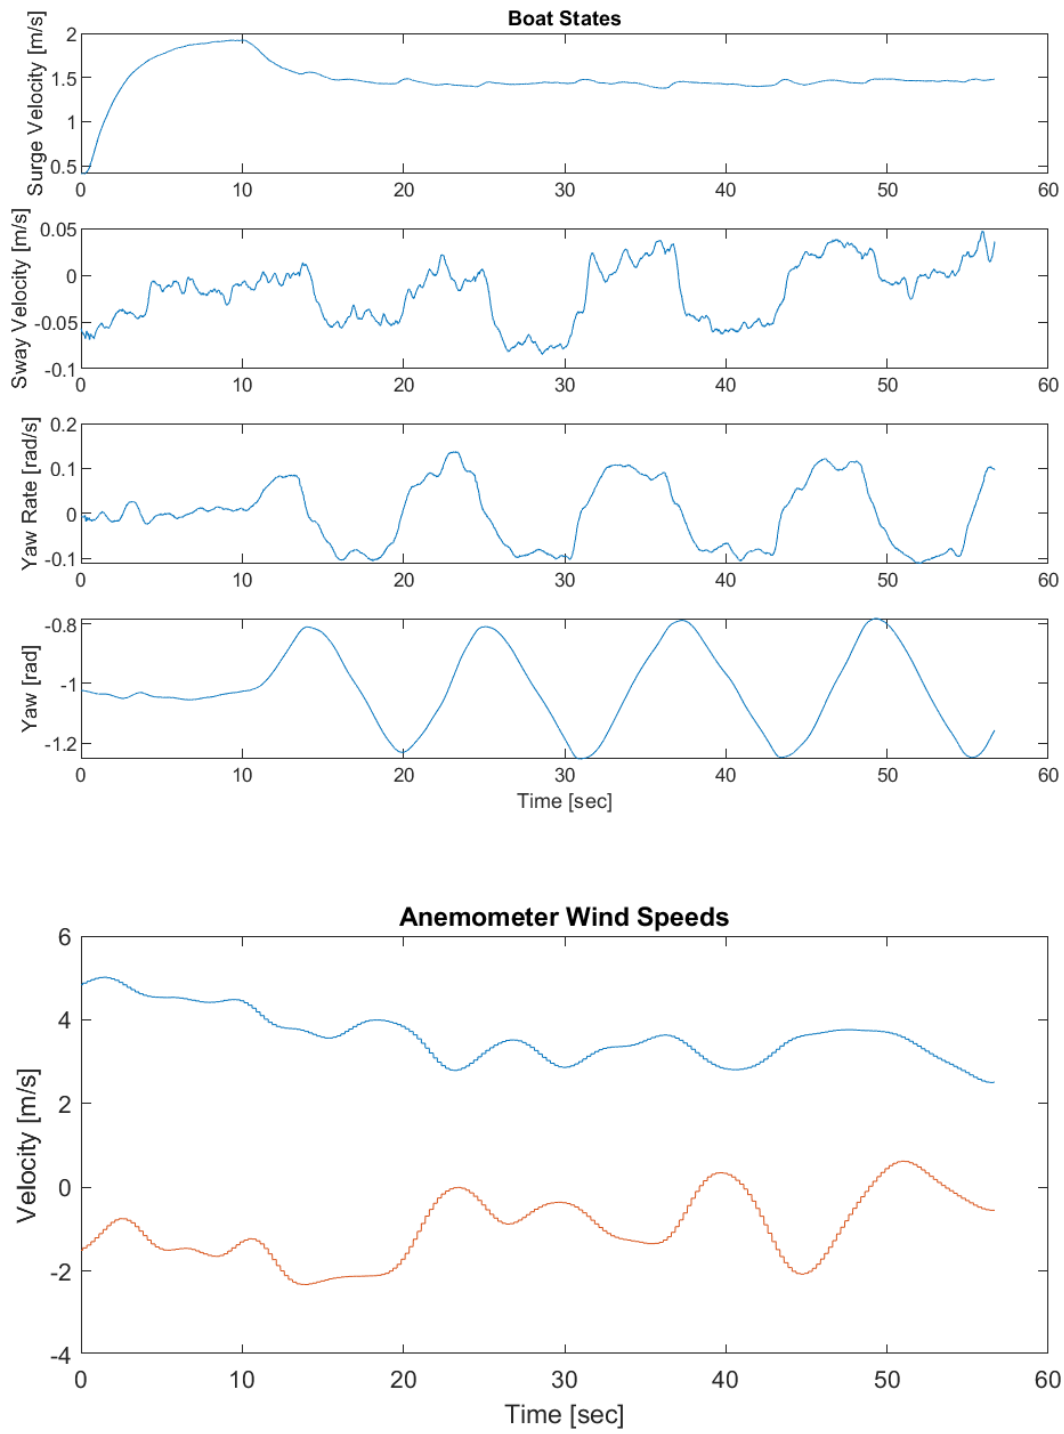 Boat States
Surge Velocity [m/s]
2
1.5
1
0.5
0 10 20 30 40 50 60
Sway Velocity [m/s]
0.05
0
-0.05
-0.1
0 10 20 30 40 50 60
Yaw Rate [rad/s]
0.2
0.1
0
-0.1
0 10 20 30 40 50 60
Yaw [rad]
-0.8
-1
-1.2
0 10 20 30 40 50 60
Time [sec]
Anemometer Wind Speeds
Velocity [m/s]
6
4
2
0
-2
-4
0 10 20 30 40 50 60
Time [sec]